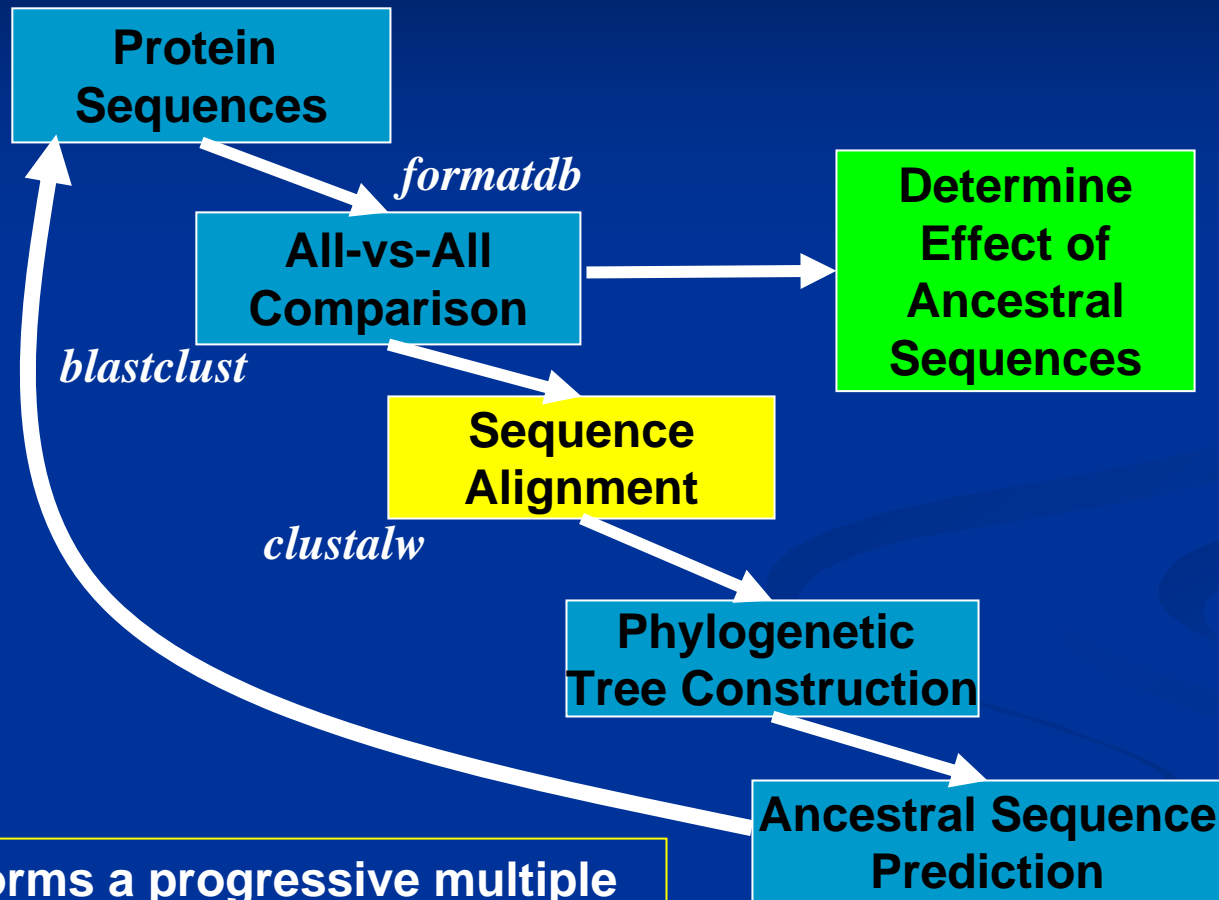 Protein
Sequences
formatdb
All-vs-All
Comparison
Determine
Effect of
Ancestral
Sequences
blastclust
Sequence
Alignment
clustalw
Phylogenetic
Tree Construction
Ancestral Sequence
Prediction
a progressive multiple